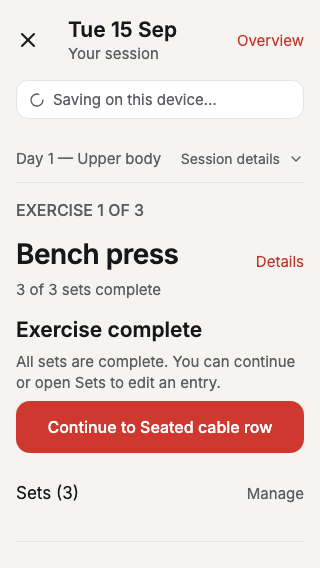 Tue 15 Sep
Your session
Overview
Saving on this device...
Day 1 — Upper body
Session details
EXERCISE 1 OF 3
Bench press
Details
3 of 3 sets complete
Exercise complete
All sets are complete. You can continue
or open Sets to edit an entry.
Continue to Seated cable row
Sets (3)
Manage